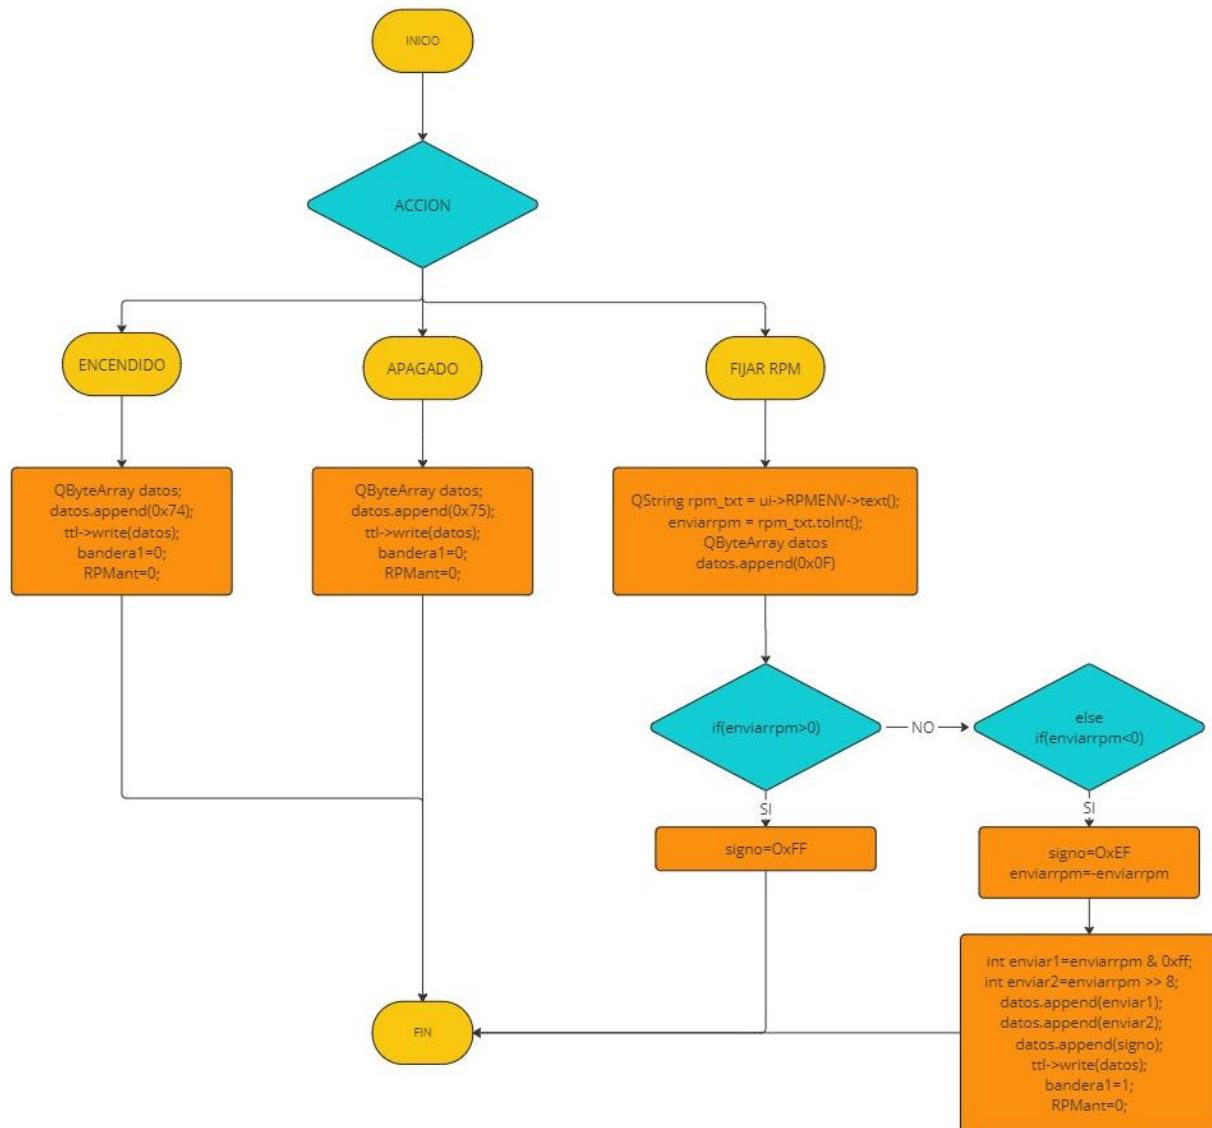 INICIO
ACCION
ENCENDIDO
APAGADO
FIJAR RPM
QByteArray datos;
datos.append(0x74);
ttl->write(datos);
bandera1=0;
RPMant=0;
QByteArray datos;
datos.append(0x75);
ttl->write(datos);
bandera1=0;
RPMant=0;
QString rpm_txt = ui->RPMENV->text();
enviarrpm = rpm_txt.toInt();
QByteArray datos
datos.append(0x0F)
if(enviarrpm>0)
NO
else
if(enviarrpm<0)
SI
SI
signo=OxFF
signo=OxEF
enviarrpm=-enviarrpm
int enviar1=enviarrpm & 0xff;
int enviar2=enviarrpm >> 8;
datos.append(enviar1);
datos.append(enviar2);
datos.append(signo);
ttl->write(datos);
bandera1=1;
RPMant=0;
FIN